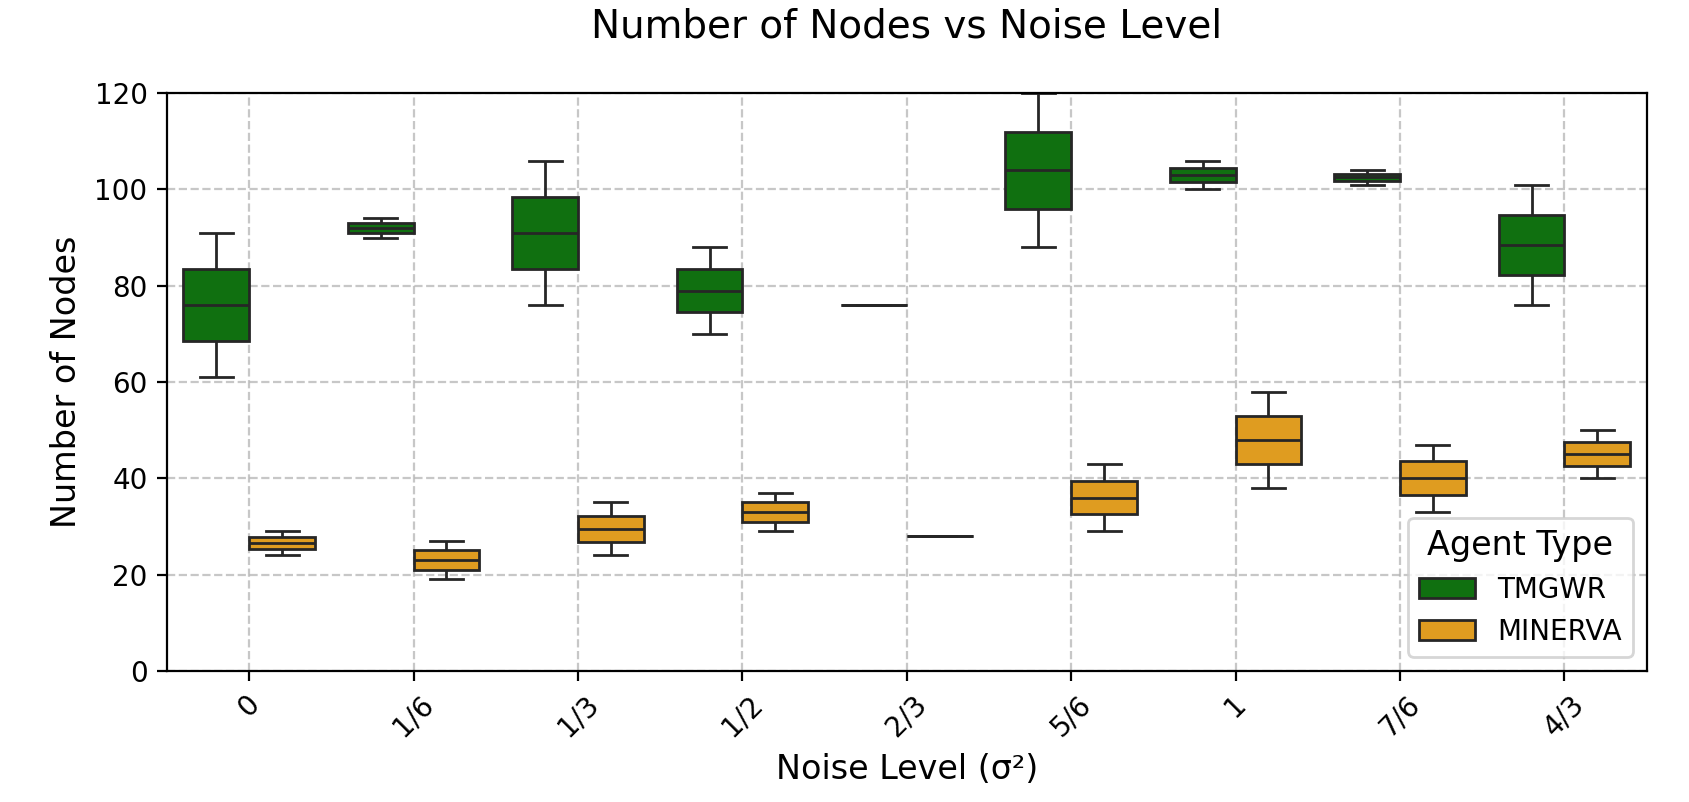 Number of Nodes vs Noise Level
Number of Nodes
120
100
80
60
40
20
0
Agent Type
TMGWR
MINERVA
0
1/6
1/3
1/2
2/3
5/6
1
7/6
4/3
Noise Level (σ²)